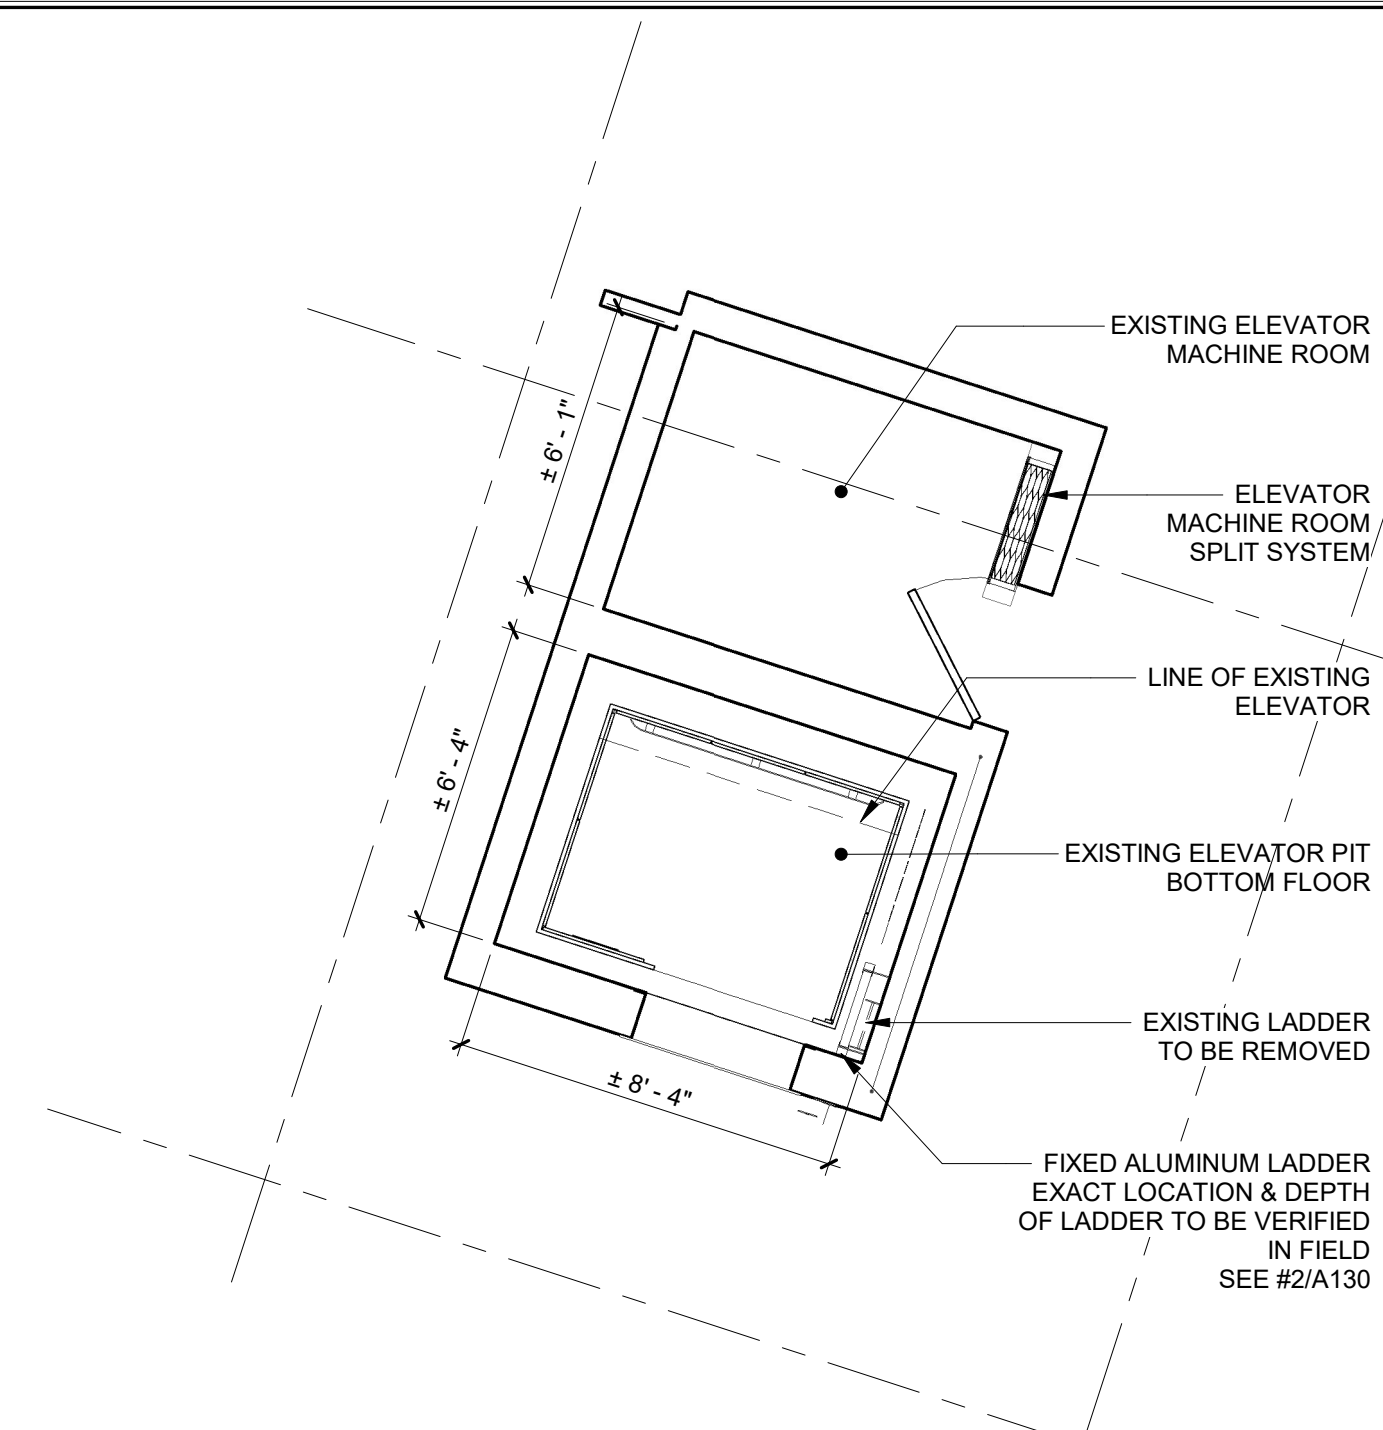 EXISTING ELEVATOR
MACHINE ROOM
± 6' - 1"
ELEVATOR
MACHINE ROOM
SPLIT SYSTEM
LINE OF EXISTING
ELEVATOR
± 6' - 4"
EXISTING ELEVATOR PIT
BOTTOM FLOOR
EXISTING LADDER
TO BE REMOVED
± 8' - 4"
FIXED ALUMINUM LADDER
EXACT LOCATION & DEPTH
OF LADDER TO BE VERIFIED
IN FIELD
SEE #2/A130